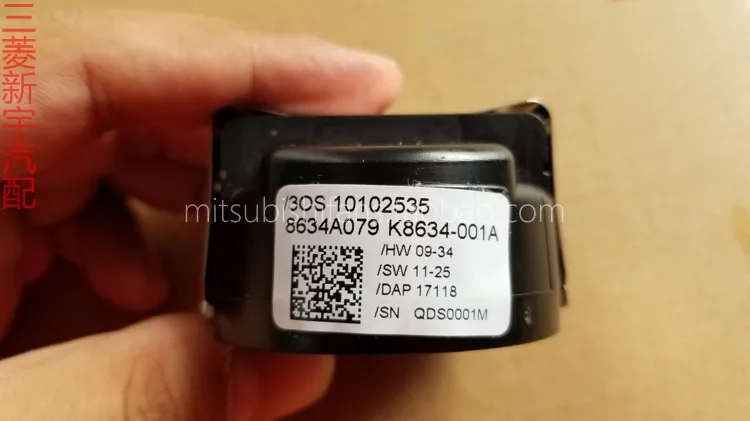 三菱新宇汽配
/3OS 10102535
8634A079 K8634-001A
/HW 09-34
/SW 11-25
/DAP 17118
/SN QDS0001M